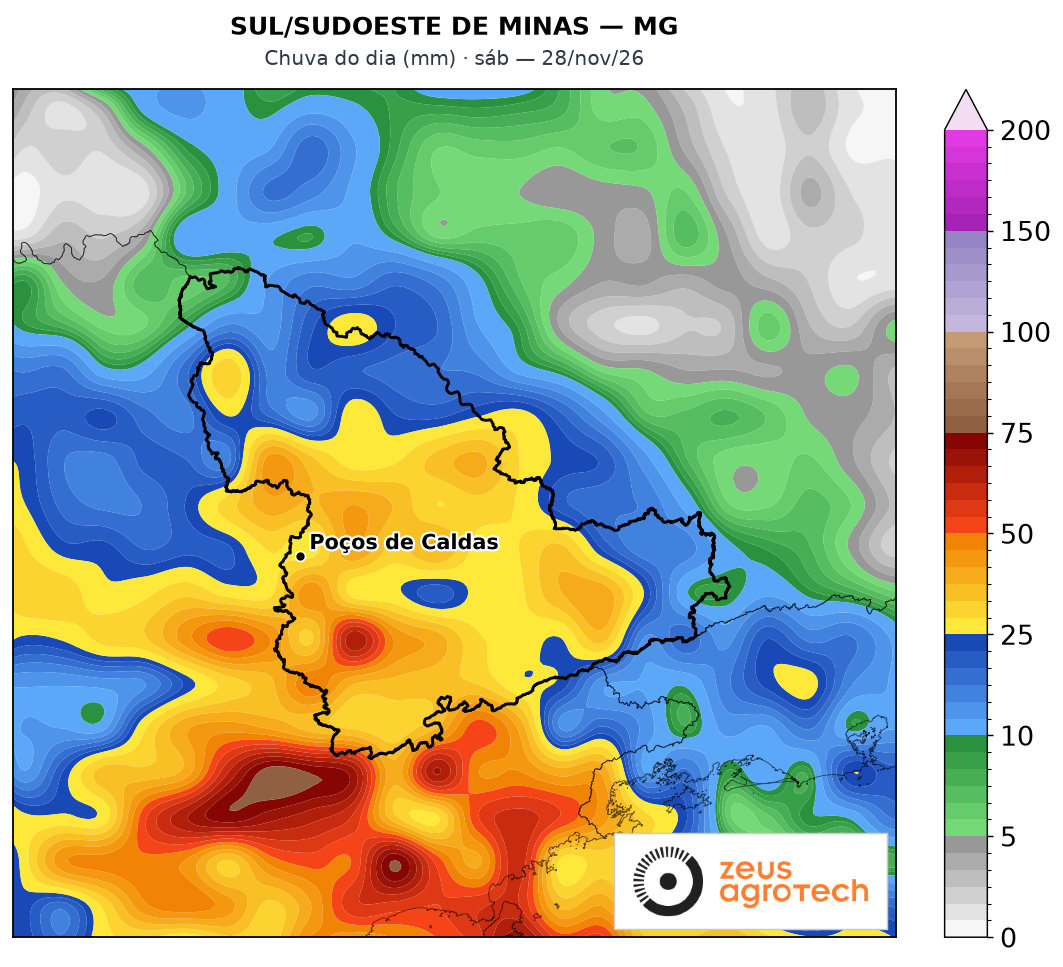 SUL/SUDOESTE DE MINAS — MG
Chuva do dia (mm) · sáb — 28/nov/26
200
150
100
75
50
25
10
5
0
Poços de Caldas
zeus
agrotech